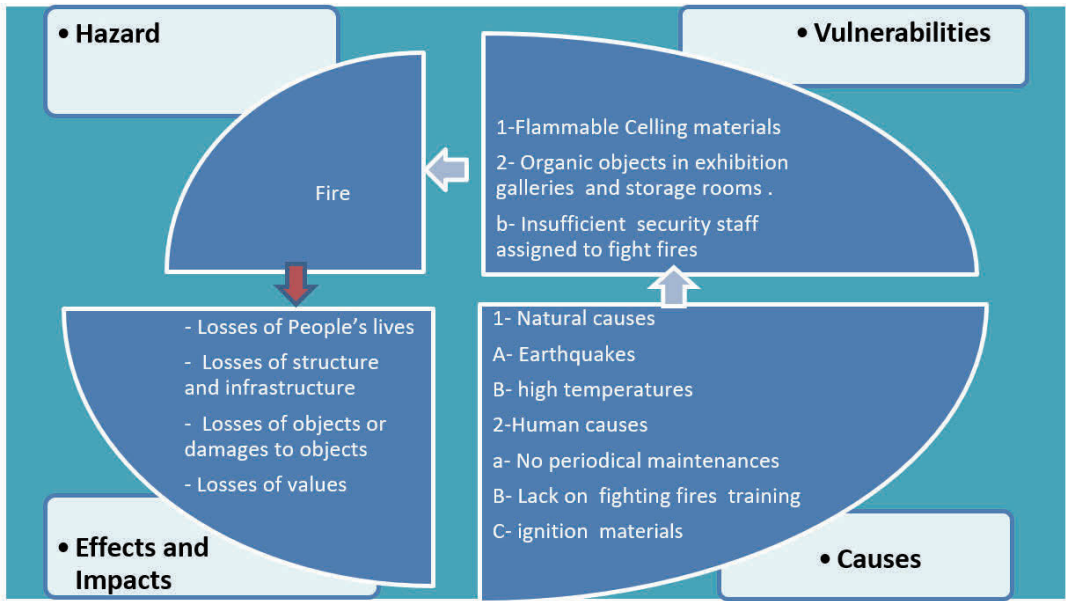 • Hazard
Fire
• Vulnerabilities
1-Flammable Celling materials
2- Organic objects in exhibition
galleries and storage rooms .
b- Insufficient security staff
assigned to fight fires
- Losses of People's lives
- Losses of structure
and infrastructure
- Losses of objects or
damages to objects
- Losses of values
• Effects and
Impacts
1- Natural causes
A- Earthquakes
B- high temperatures
2-Human causes
a- No periodical maintenances
B- Lack on fighting fires training
C- ignition materials
• Causes